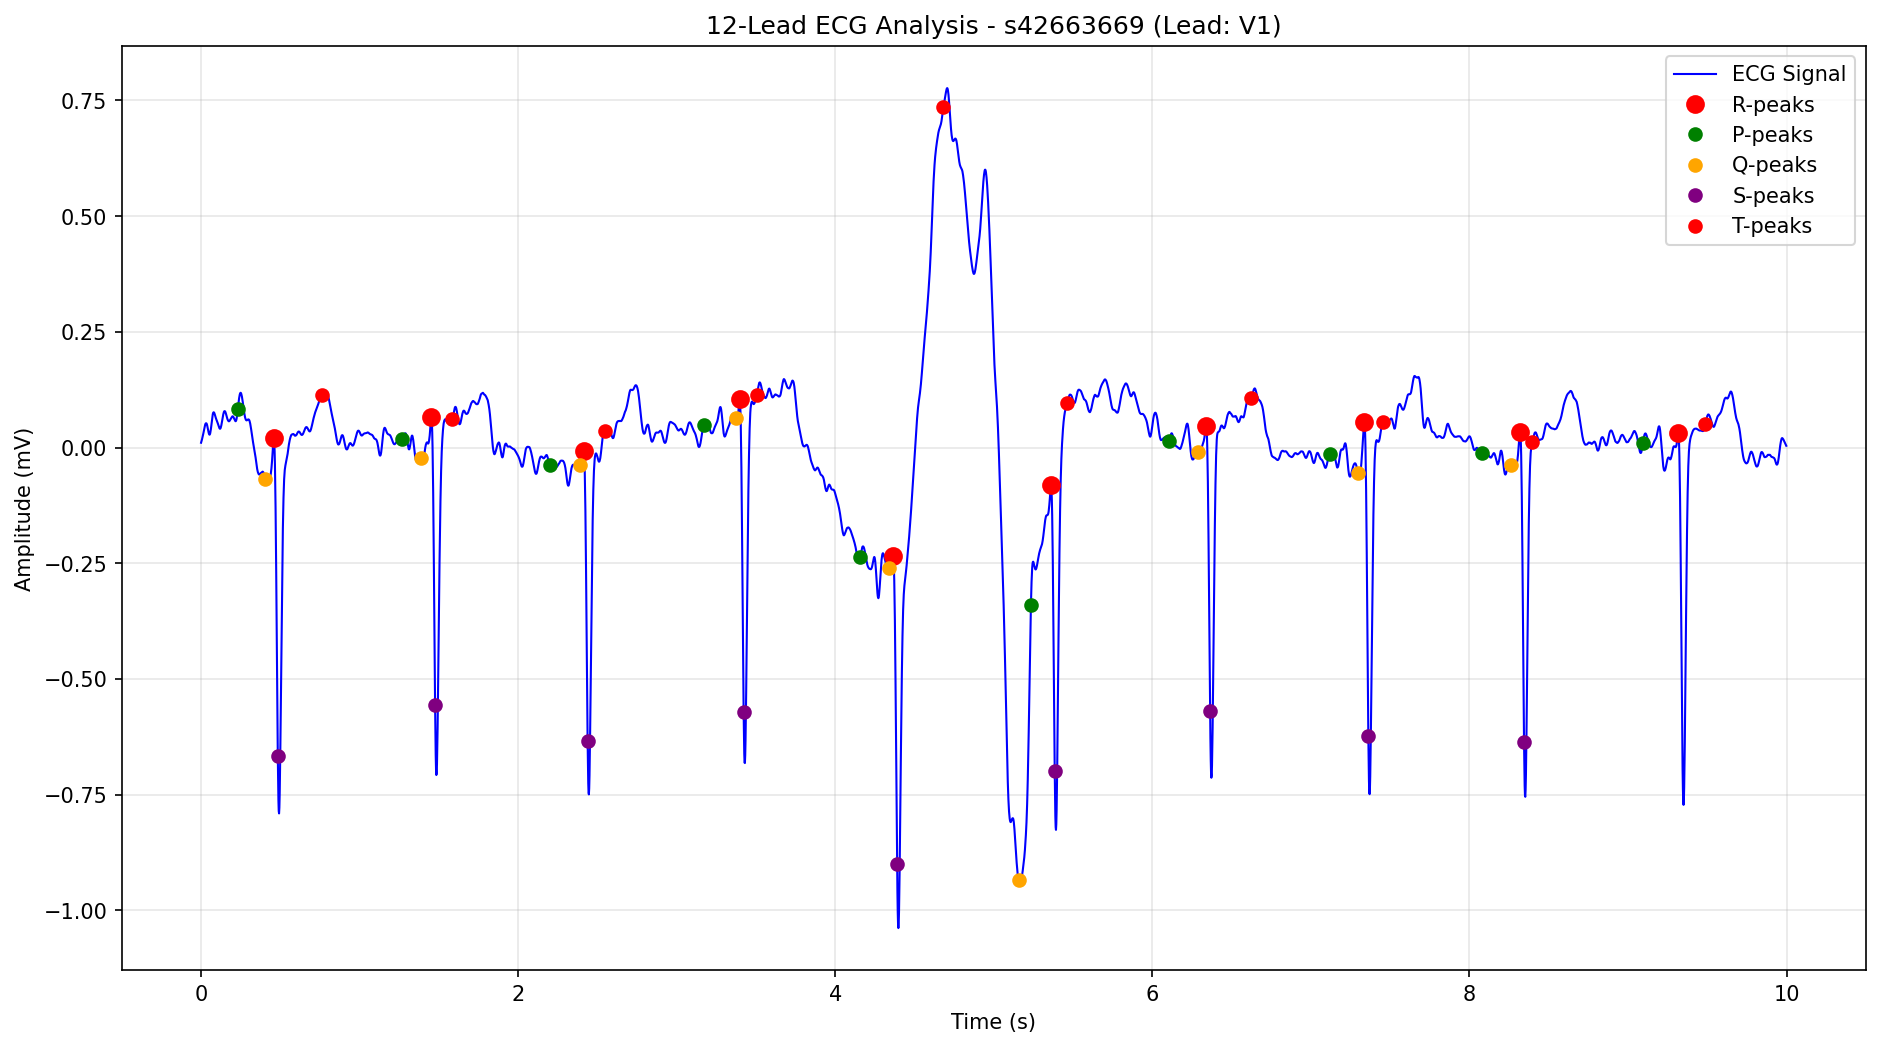 12-Lead ECG Analysis - s42663669 (Lead: V1)
ECG Signal
R-peaks
P-peaks
Q-peaks
S-peaks
T-peaks
Amplitude (mV)
0.75
0.50
0.25
0.00
−0.25
−0.50
−0.75
−1.00
0 2 4 6 8 10
Time (s)